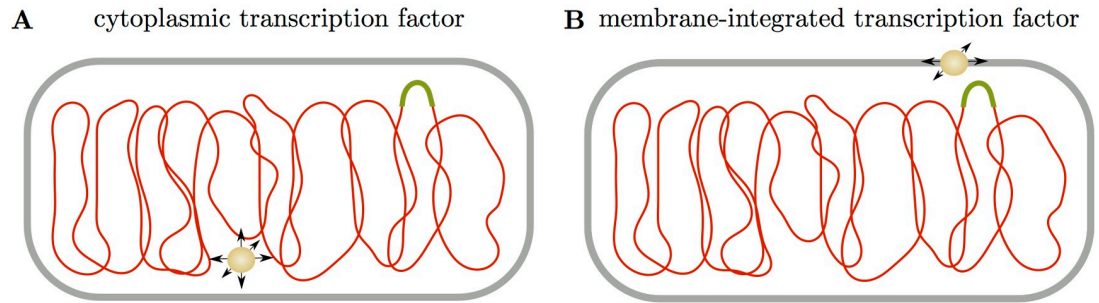 A cytoplasmic transcription factor
B membrane-integrated transcription factor